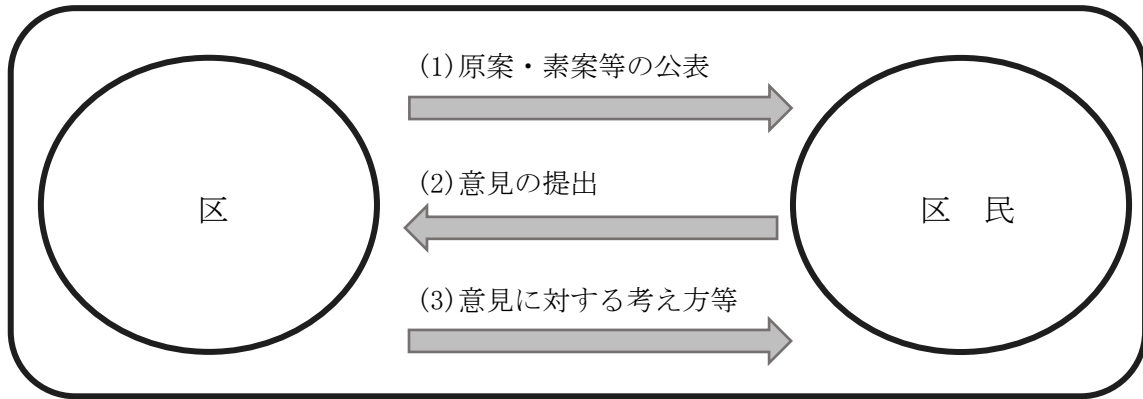 (1)原案・素案等の公表
区
(2)意見の提出
区　民
(3)意見に対する考え方等